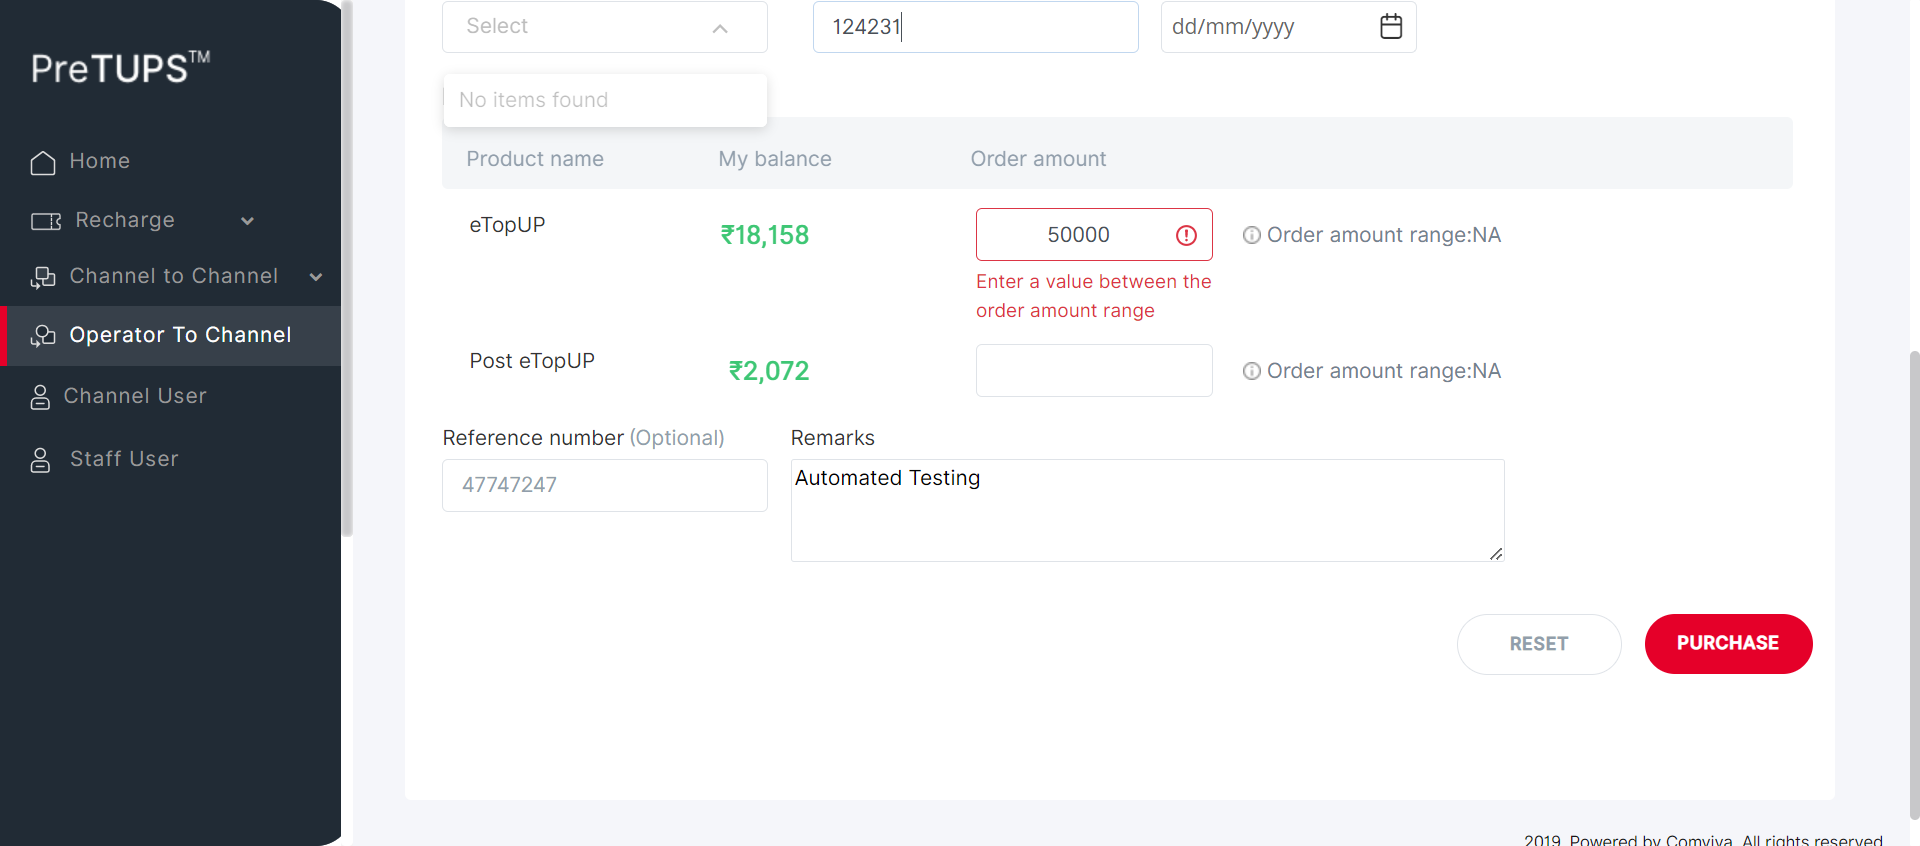 PreTUPS™
Home
Recharge
Channel to Channel
Operator To Channel
Channel User
Staff User
Select
124231
dd/mm/yyyy
No items found
Product name My balance Order amount
eTopUP ₹18,158 50000 Order amount range:NA
Enter a value between the
order amount range
Post eTopUP ₹2,072 Order amount range:NA
Reference number (Optional) Remarks
47747247 Automated Testing
RESET PURCHASE
2019. Powered by Comviva. All rights reserved